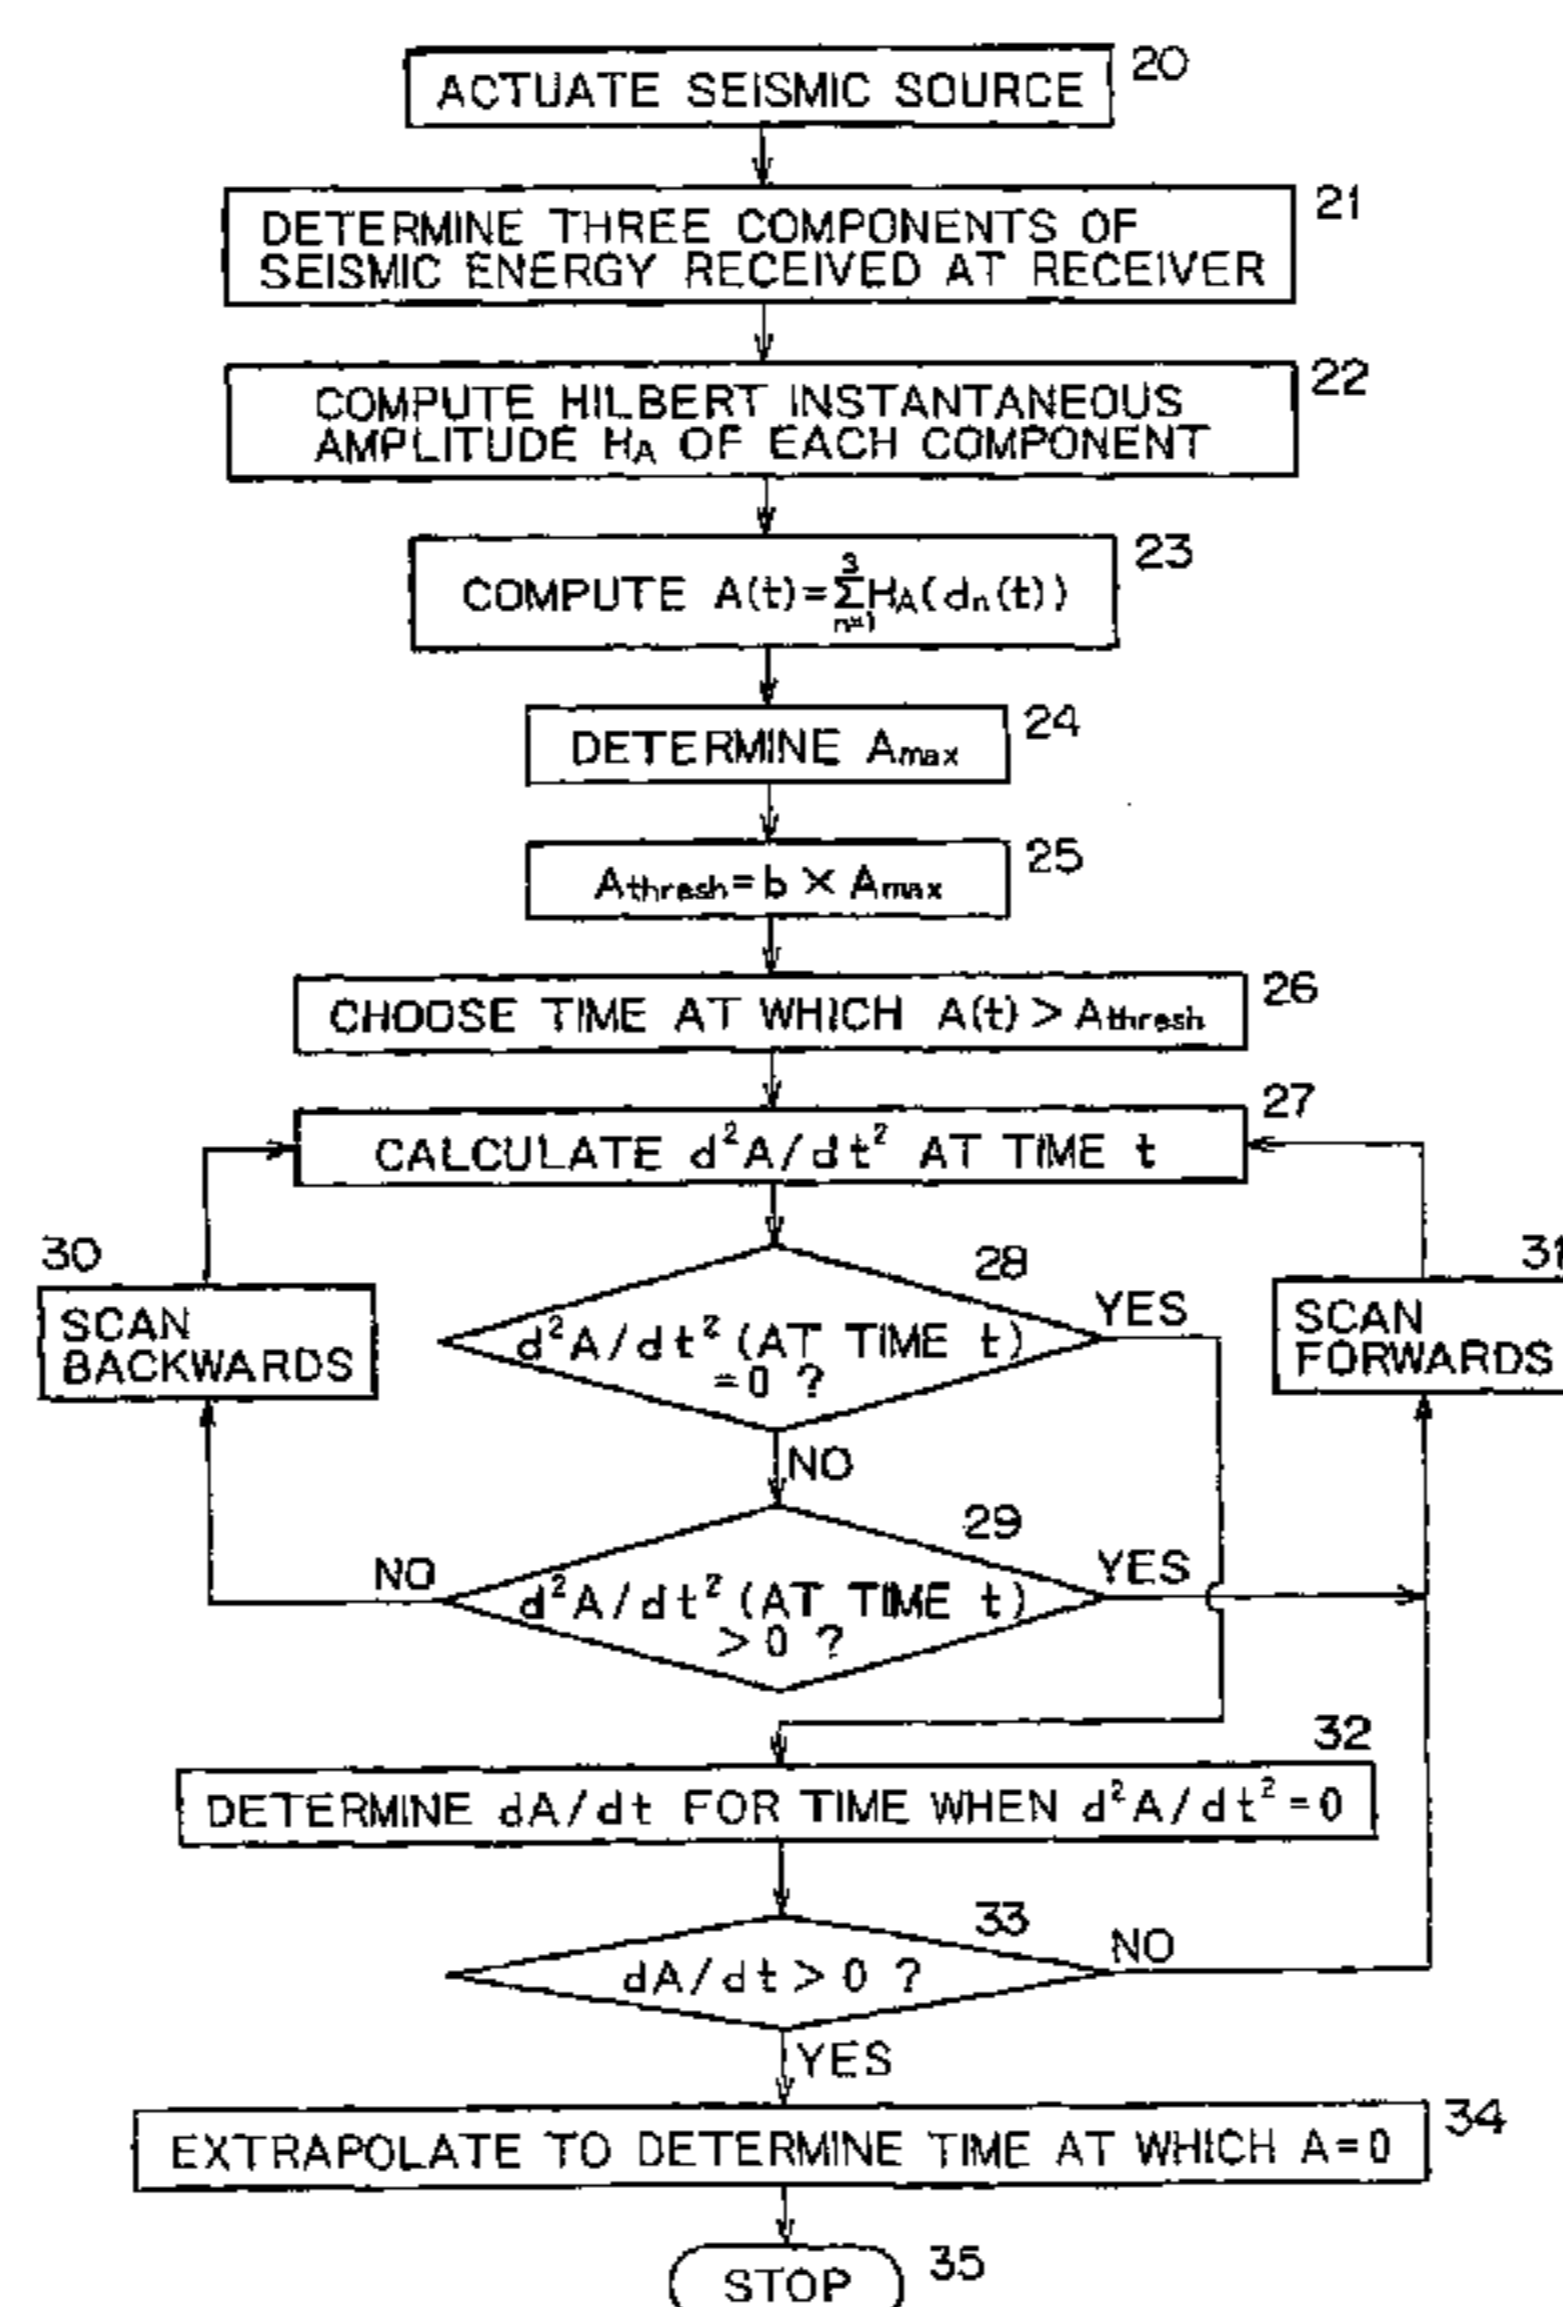 20
ACTUATE SEISMIC SOURCE
21
DETERMINE THREE COMPONENTS OF
SEISMIC ENERGY RECEIVED AT RECEIVER
22
COMPUTE HILBERT INSTANTANEOUS
AMPLITUDE HA OF EACH COMPONENT
23
COMPUTE A(t)=∑³ₙ₌₁HA(dn(t))
24
DETERMINE Amax
25
Athresh=b × Amax
26
CHOOSE TIME AT WHICH A(t) > Athresh
27
CALCULATE d²A/dt² AT TIME t
30
SCAN
BACKWARDS
28
d²A/dt² (AT TIME t)
=0 ?
YES
31
SCAN
FORWARDS
NO
29
d²A/dt² (AT TIME t)
>0 ?
NO
YES
32
DETERMINE dA/dt FOR TIME WHEN d²A/dt²=0
33
dA/dt>0 ?
NO
YES
34
EXTRAPOLATE TO DETERMINE TIME AT WHICH A=0
35
STOP